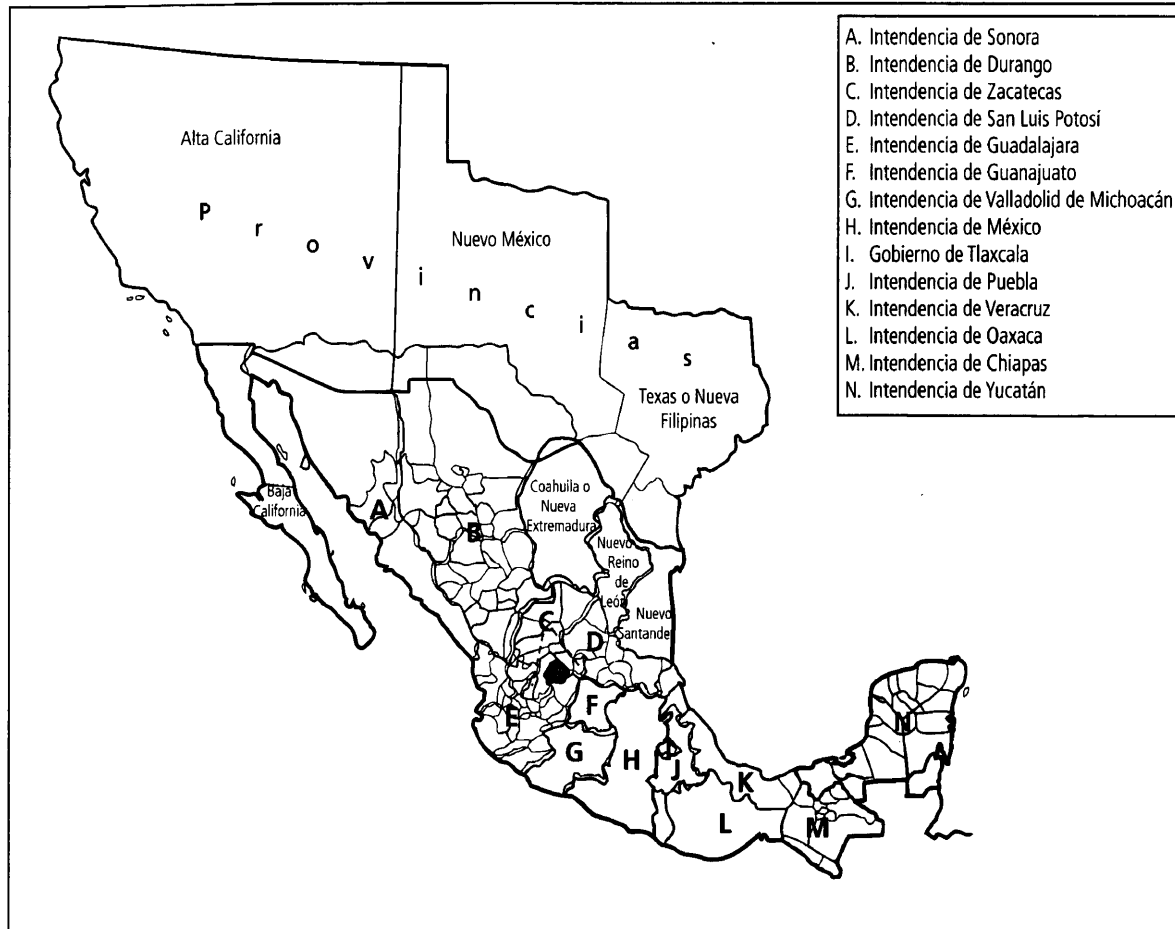 A. Intendencia de Sonora
B. Intendencia de Durango
C. Intendencia de Zacatecas
D. Intendencia de San Luis Potosí
E. Intendencia de Guadalajara
F. Intendencia de Guanajuato
G. Intendencia de Valladolid de Michoacán
H. Intendencia de México
I. Gobierno de Tlaxcala
J. Intendencia de Puebla
K. Intendencia de Veracruz
L. Intendencia de Oaxaca
M. Intendencia de Chiapas
N. Intendencia de Yucatán
Alta California
Provincias
Nuevo México
Texas o Nueva
Filipinas
Baja
California
A
B
Coahuila o
Nueva
Extremadura
Nuevo
Reino
de
León
Nuevo
Santander
C
D
E
F
G
H
I
J
K
L
M
N
A